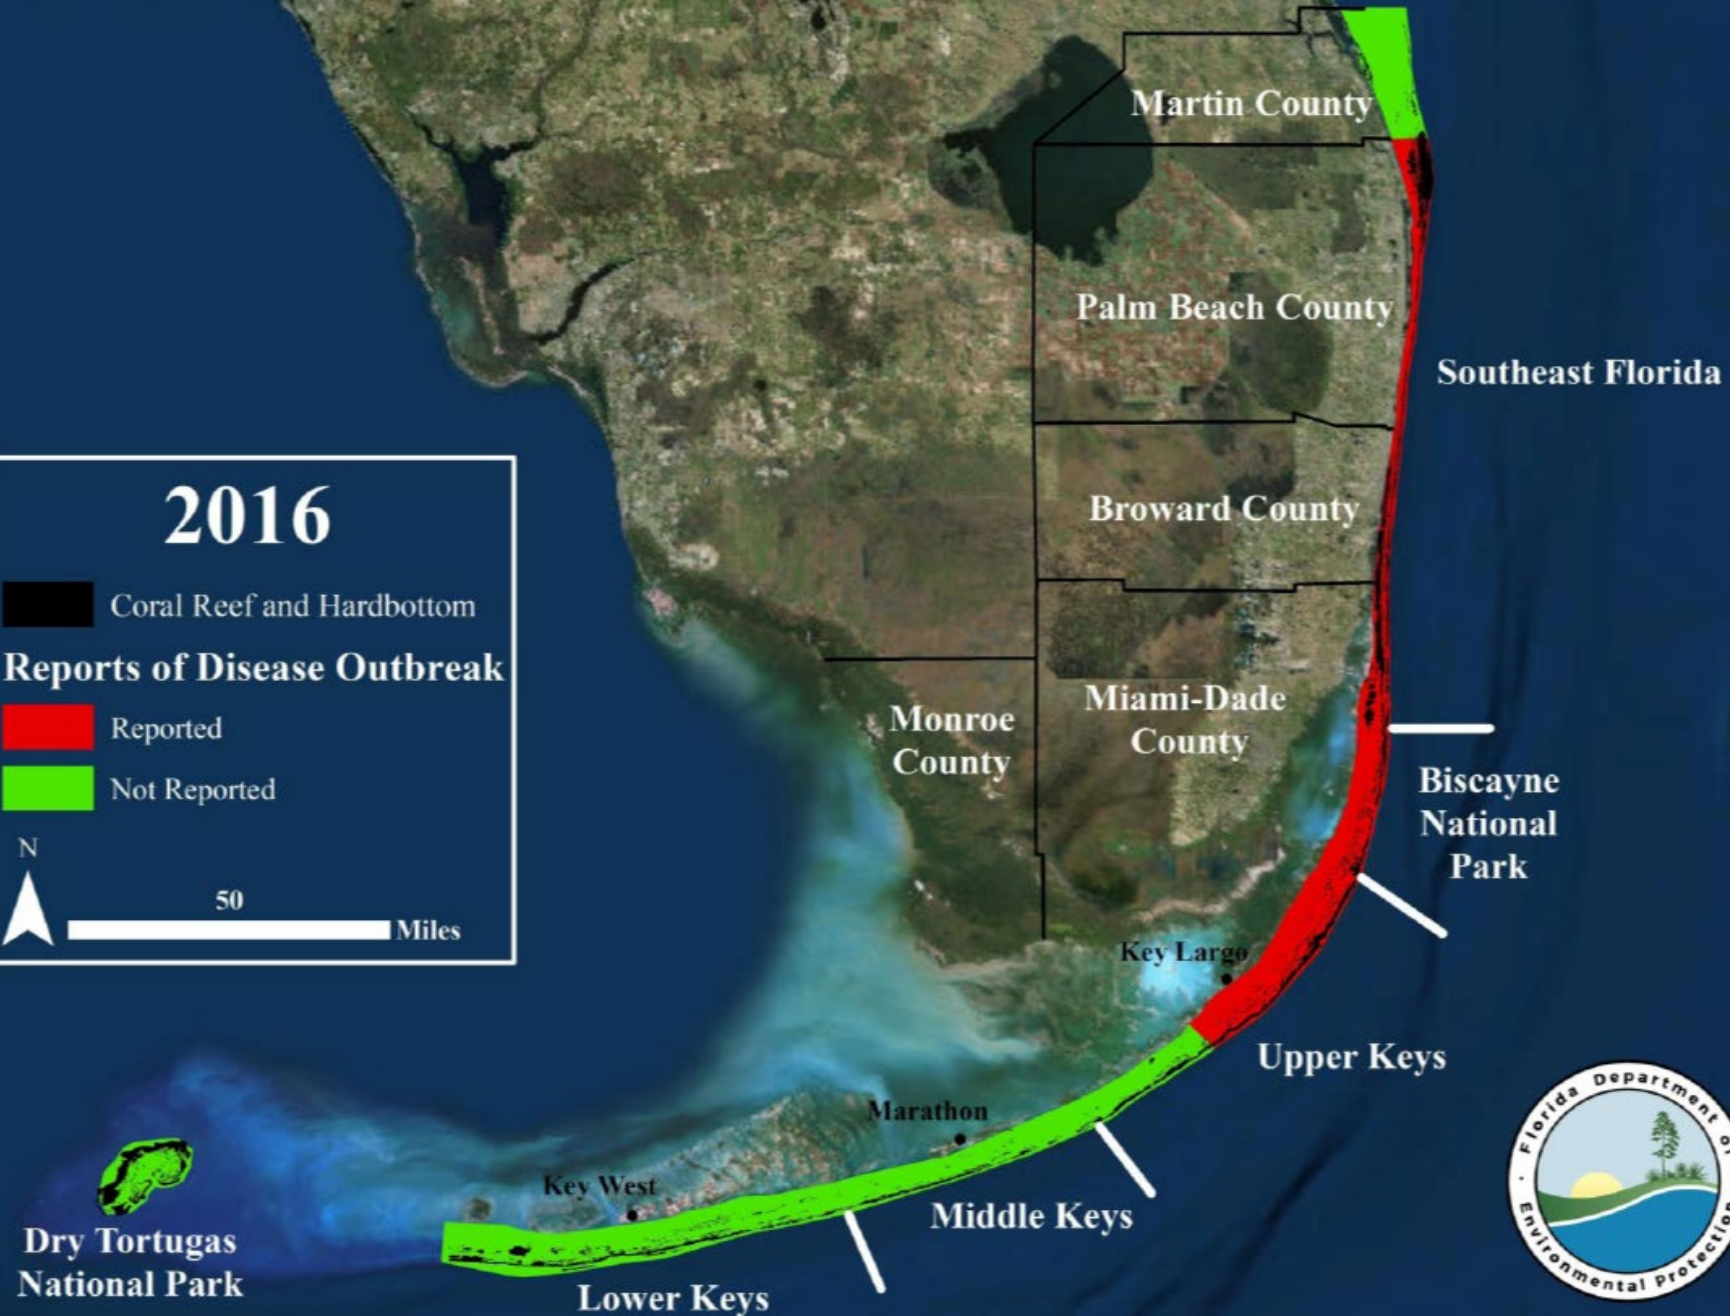 Martin County
Palm Beach County
Southeast Florida
2016
Coral Reef and Hardbottom
Broward County
Reports of Disease Outbreak
Reported
Not Reported
Monroe
County
Miami-Dade
County
Biscayne
National
Park
N
50
Miles
Key Largo
Upper Keys
Marathon
Key West
Middle Keys
Dry Tortugas
National Park
Lower Keys
Florida Department of
Environmental Protection